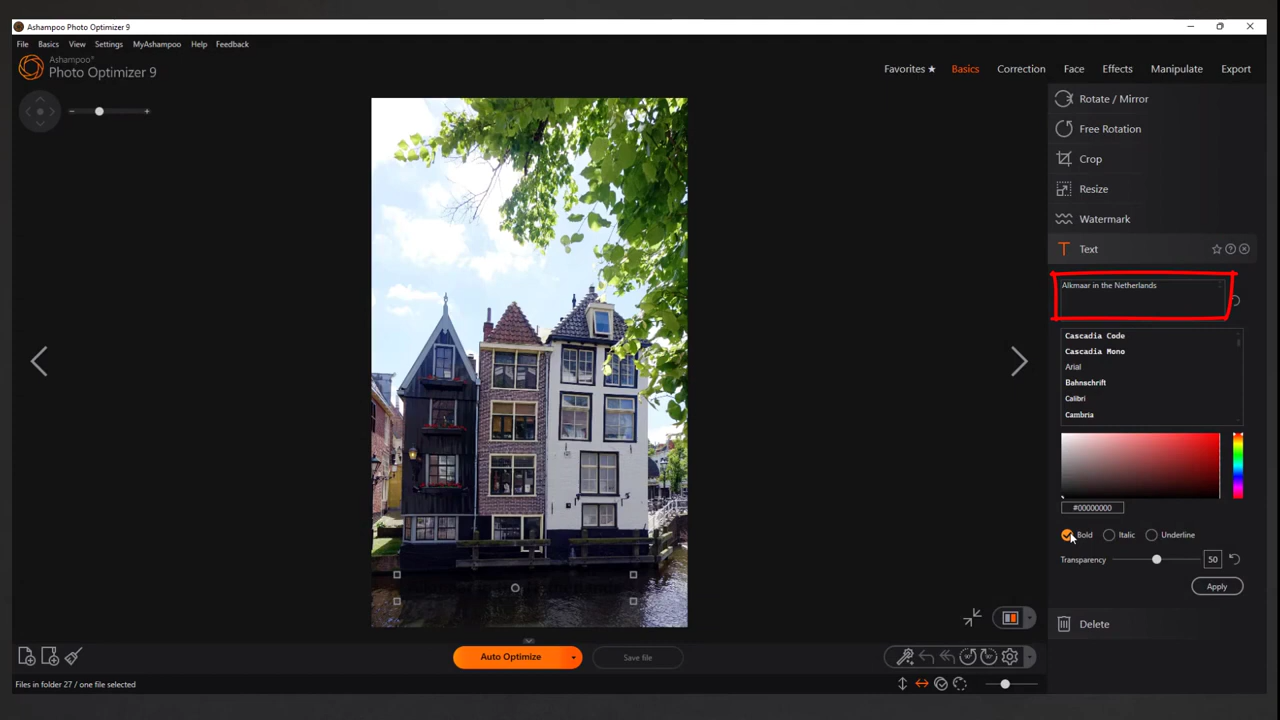 Ashampoo Photo Optimizer 9
File Basics View Settings MyAshampoo Help Feedback
Ashampoo®
Photo Optimizer 9
Favorites ★ Basics Correction Face Effects Manipulate Export
Rotate / Mirror
Free Rotation
Crop
Resize
Watermark
Text
Alkmaar in the Netherlands
Cascadia Code
Cascadia Mono
Arial
Bahnschrift
Calibri
Cambria
#00000000
Bold Italic Underline
Transparency 50
Apply
Delete
Auto Optimize Save file
Files in folder 27 / one file selected